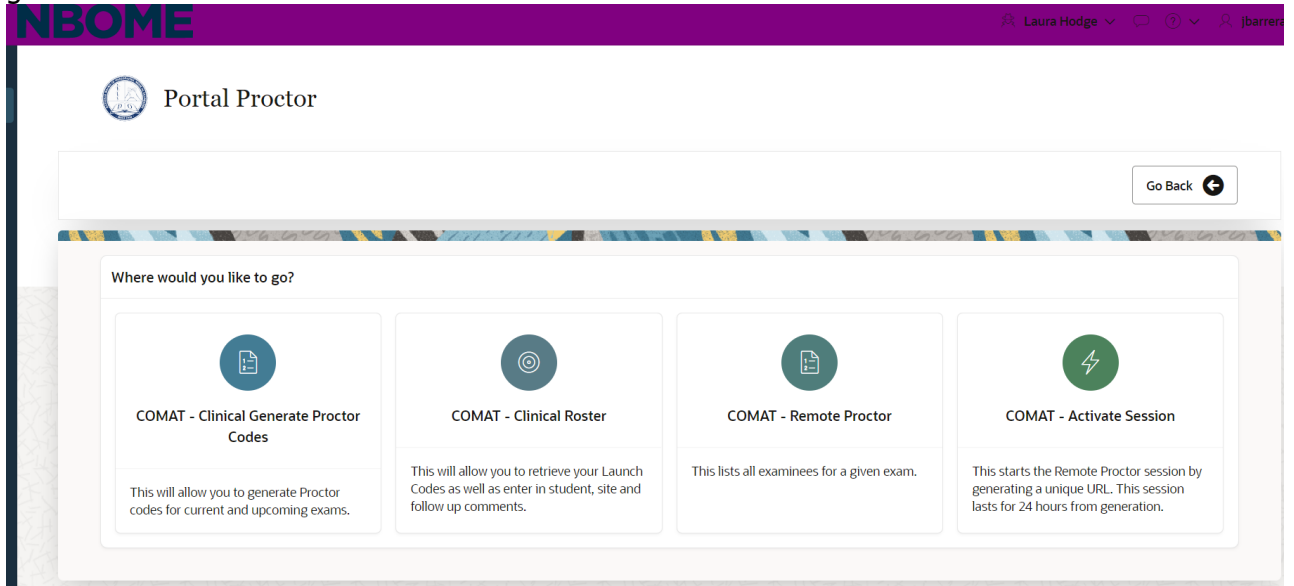 NBOME
Laura Hodge
Portal Proctor
Go Back
Where would you like to go?
COMAT - Clinical Generate Proctor
Codes
This will allow you to generate Proctor
codes for current and upcoming exams.
COMAT - Clinical Roster
This will allow you to retrieve your Launch
Codes as well as enter in student, site and
follow up comments.
COMAT - Remote Proctor
This lists all examinees for a given exam.
COMAT - Activate Session
This starts the Remote Proctor session by
generating a unique URL. This session
lasts for 24 hours from generation.